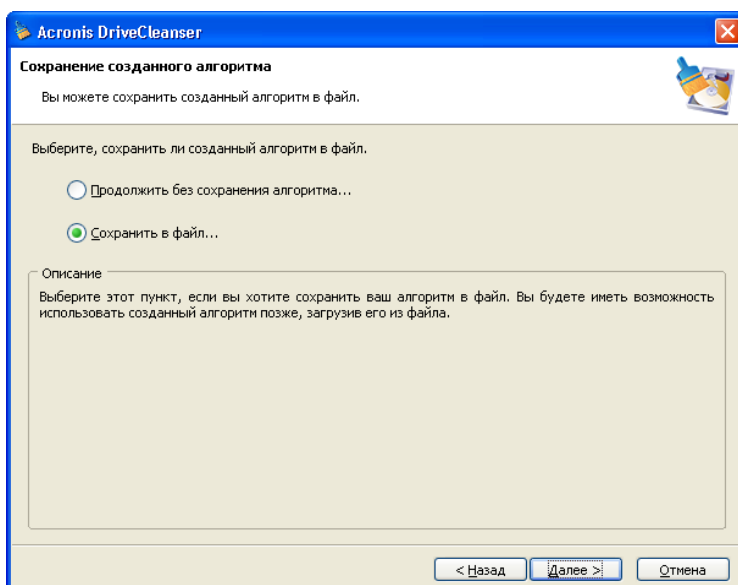 Acronis DriveCleanser
Сохранение созданного алгоритма
Вы можете сохранить созданный алгоритм в файл.
Выберите, сохранить ли созданный алгоритм в файл.
Продолжить без сохранения алгоритма...
Сохранить в файл...
Описание
Выберите этот пункт, если вы хотите сохранить ваш алгоритм в файл. Вы будете иметь возможность
использовать созданный алгоритм позже, загрузив его из файла.
< Назад
Далее >
Отмена